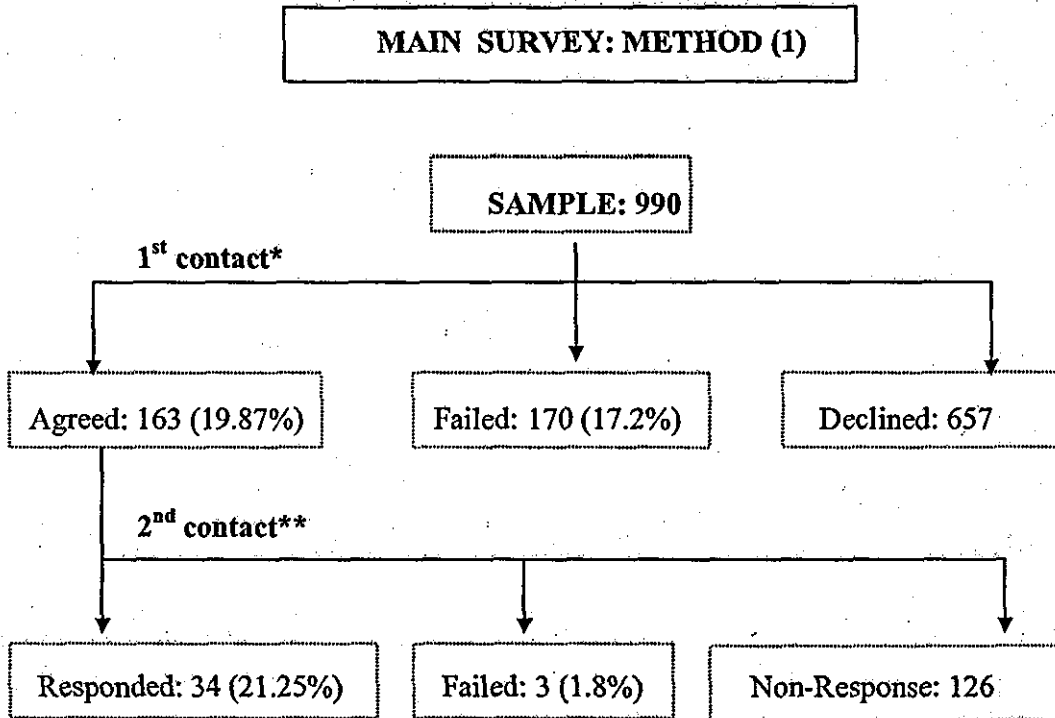 MAIN SURVEY: METHOD (1)
SAMPLE: 990
1st contact*
Agreed: 163 (19.87%)
Failed: 170 (17.2%)
Declined: 657
2nd contact**
Responded: 34 (21.25%)
Failed: 3 (1.8%)
Non-Response: 126